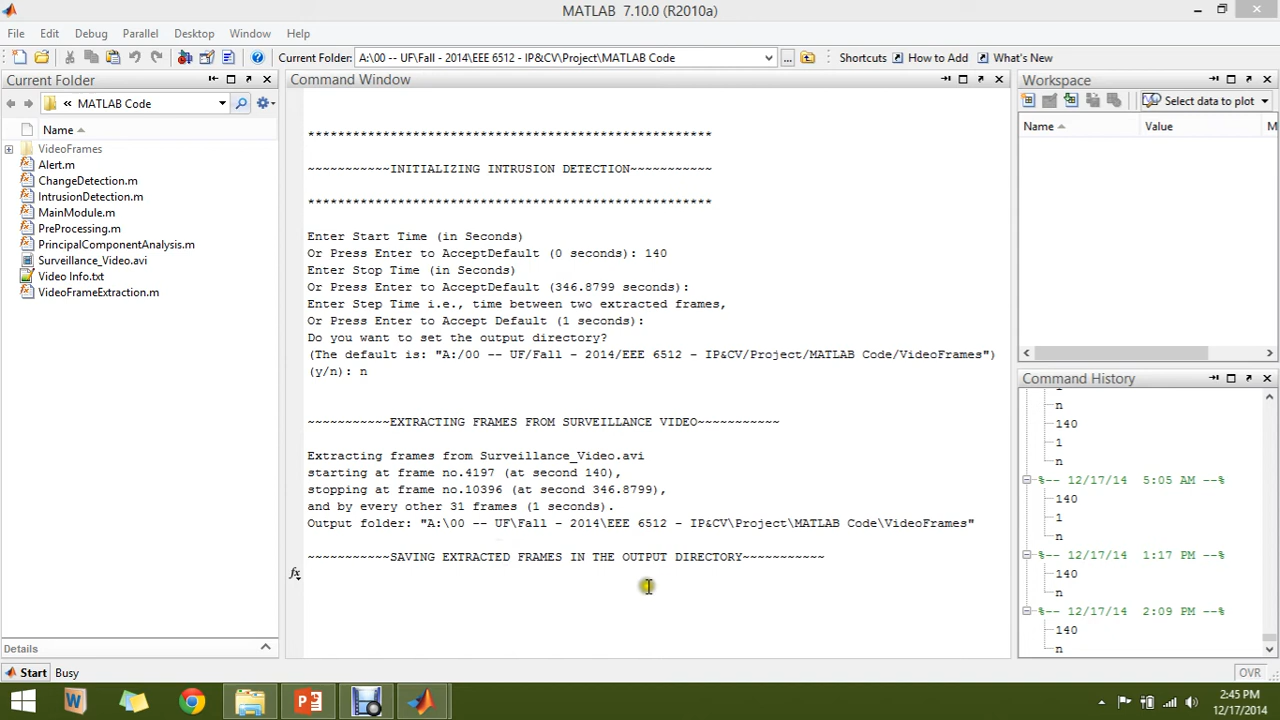 MATLAB 7.10.0 (R2010a)
File Edit Debug Parallel Desktop Window Help
Current Folder: A:\00 -- UF\Fall - 2014\EEE 6512 - IP&CV\Project\MATLAB Code
Shortcuts How to Add What's New
Current Folder
« MATLAB Code
Name
VideoFrames
Alert.m
ChangeDetection.m
IntrusionDetection.m
MainModule.m
PreProcessing.m
PrincipalComponentAnalysis.m
Surveillance_Video.avi
Video Info.txt
VideoFrameExtraction.m
Details
Command Window
******************************************************
~~~~~~~~~~~INITIALIZING INTRUSION DETECTION~~~~~~~~~~~
******************************************************
Enter Start Time (in Seconds)
Or Press Enter to AcceptDefault (0 seconds): 140
Enter Stop Time (in Seconds)
Or Press Enter to AcceptDefault (346.8799 seconds):
Enter Step Time i.e., time between two extracted frames,
Or Press Enter to Accept Default (1 seconds):
Do you want to set the output directory?
(The default is: "A:/00 -- UF/Fall - 2014/EEE 6512 - IP&CV/Project/MATLAB Code/VideoFrames")
(y/n): n
~~~~~~~~~~~EXTRACTING FRAMES FROM SURVEILLANCE VIDEO~~~~~~~~~~~
Extracting frames from Surveillance_Video.avi
starting at frame no.4197 (at second 140),
stopping at frame no.10396 (at second 346.8799),
and by every other 31 frames (1 seconds).
Output folder: "A:\00 -- UF\Fall - 2014\EEE 6512 - IP&CV\Project\MATLAB Code\VideoFrames"
~~~~~~~~~~~SAVING EXTRACTED FRAMES IN THE OUTPUT DIRECTORY~~~~~~~~~~~
fx
Workspace
Select data to plot
Name Value M
Command History
n
140
1
n
%-- 12/17/14 5:05 AM --%
140
1
n
%-- 12/17/14 1:17 PM --%
140
n
%-- 12/17/14 2:09 PM --%
140
n
Start Busy
OVR
2:45 PM
12/17/2014